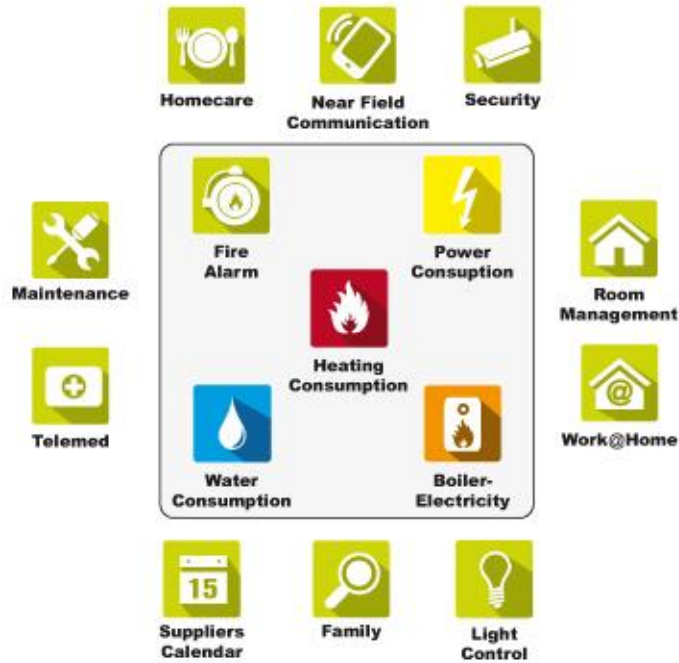 Homecare
Near Field
Communication
Security
Fire
Alarm
Power
Consuption
Maintenance
Room
Management
Heating
Consumption
Telemed
@
Work@Home
Water
Consumption
Boiler-
Electricity
15
Suppliers
Calendar
Family
Light
Control